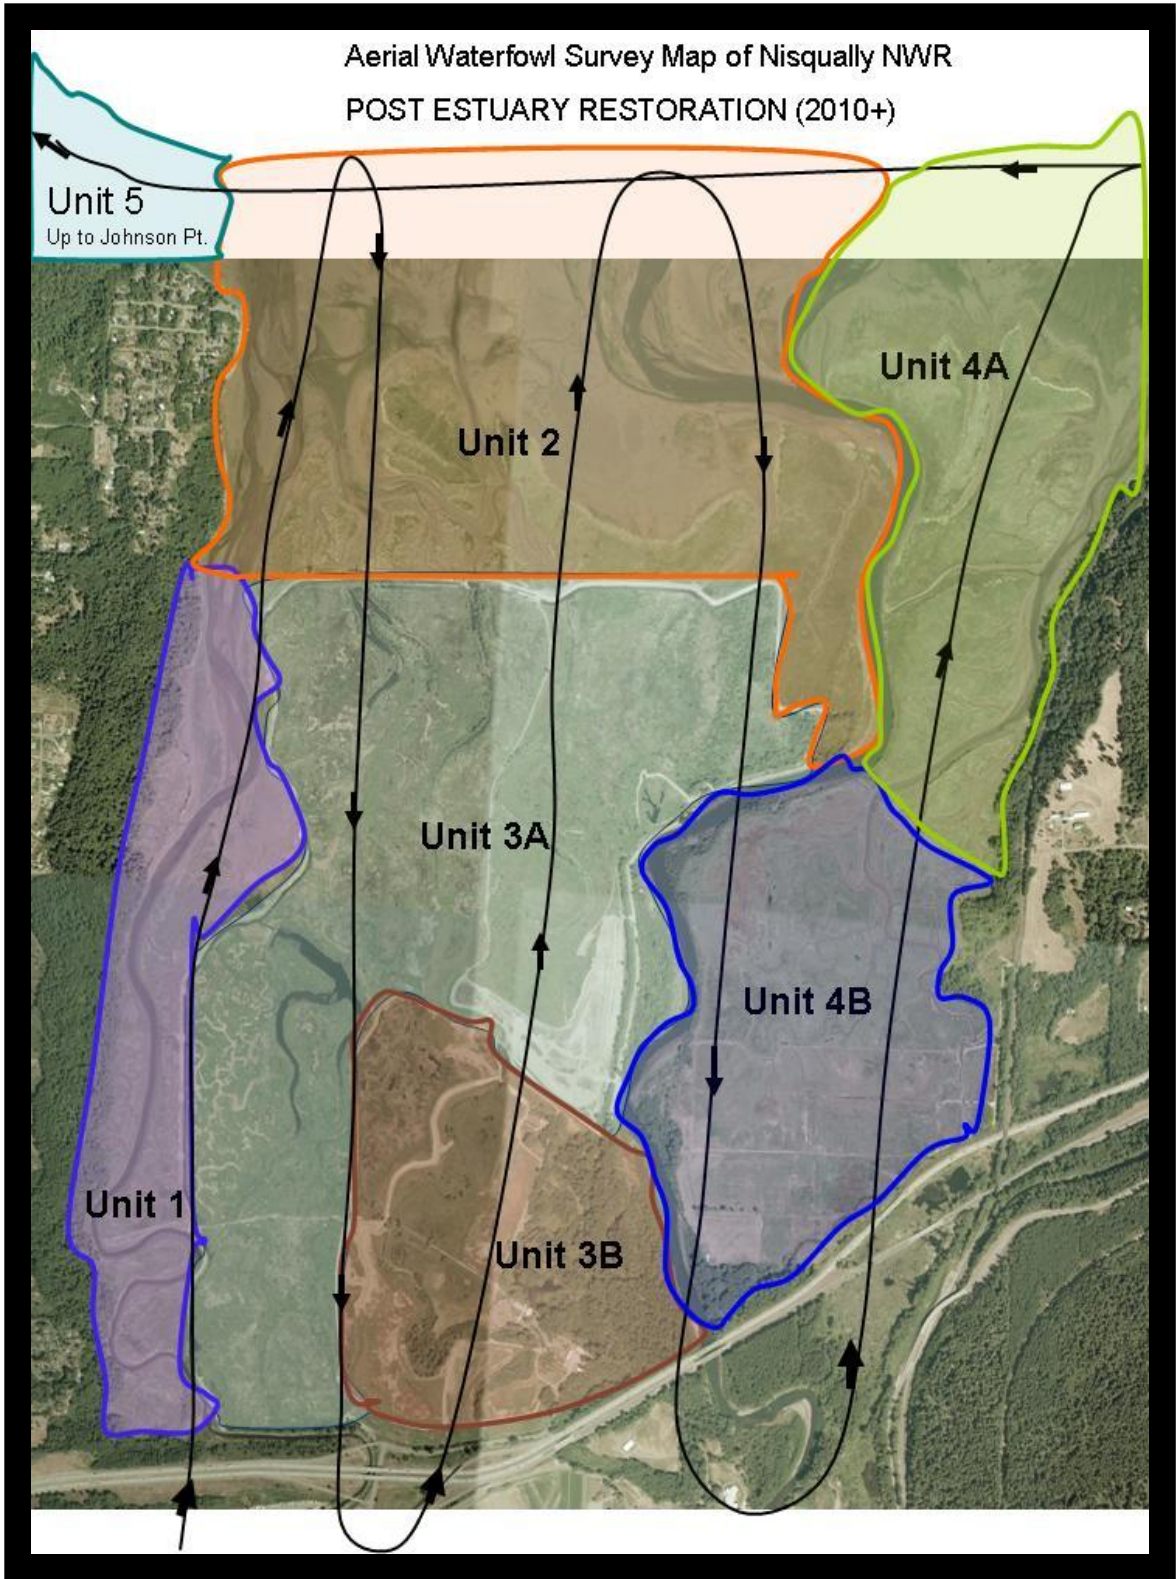 Aerial Waterfowl Survey Map of Nisqually NWR
POST ESTUARY RESTORATION (2010+)
Unit 5
Up to Johnson Pt.
Unit 4A
Unit 2
Unit 3A
Unit 4B
Unit 1
Unit 3B